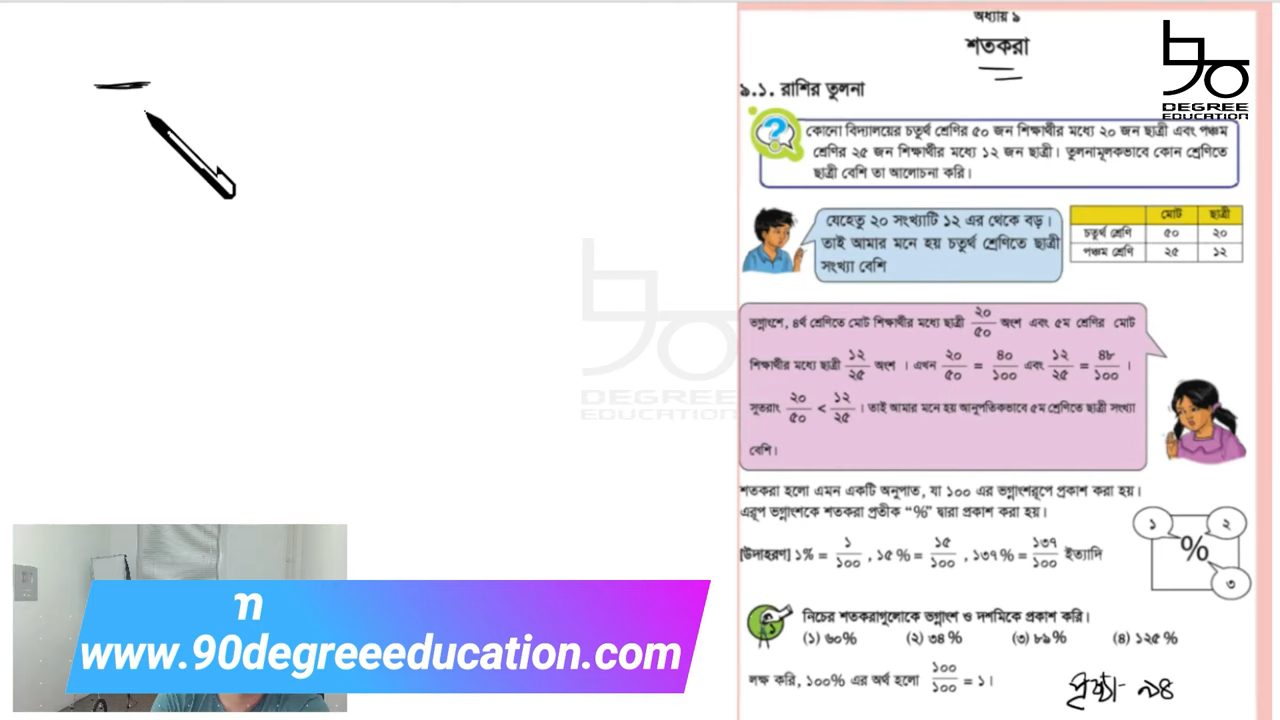 অধ্যায় ৯
শতকরা
৯০
DEGREE
EDUCATION
৯.১. রাশির তুলনা
কোনো বিদ্যালয়ের চতুর্থ শ্রেণির ৫০ জন শিক্ষার্থীর মধ্যে ২০ জন ছাত্রী এবং পঞ্চম
শ্রেণির ২৫ জন শিক্ষার্থীর মধ্যে ১২ জন ছাত্রী। তুলনামূলকভাবে কোন শ্রেণিতে
ছাত্রী বেশি তা আলোচনা করি।
যেহেতু ২০ সংখ্যাটি ১২ এর থেকে বড়।
তাই আমার মনে হয় চতুর্থ শ্রেণিতে ছাত্রী
সংখ্যা বেশি
মোট ছাত্রী
চতুর্থ শ্রেণি ৫০ ২০
পঞ্চম শ্রেণি ২৫ ১২
ভগ্নাংশে, ৪র্থ শ্রেণিতে মোট শিক্ষার্থীর মধ্যে ছাত্রী ২০/৫০ অংশ এবং ৫ম শ্রেণির মোট
শিক্ষার্থীর মধ্যে ছাত্রী ১২/২৫ অংশ । এখন ২০/৫০ = ৪০/১০০ এবং ১২/২৫ = ৪৮/১০০ ।
সুতরাং ২০/৫০ < ১২/২৫ । তাই আমার মনে হয় আনুপাতিকভাবে ৫ম শ্রেণিতে ছাত্রী সংখ্যা
বেশি।
৯০
DEGREE
EDUCATION
শতকরা হলো এমন একটি অনুপাত, যা ১০০ এর ভগ্নাংশরূপে প্রকাশ করা হয়।
এরূপ ভগ্নাংশকে শতকরা প্রতীক “%” দ্বারা প্রকাশ করা হয়।
[উদাহরণ] ১% = ১/১০০ , ১৫ % = ১৫/১০০ , ১৩৭ % = ১৩৭/১০০ ইত্যাদি
১ ২
%
৩
নিচের শতকরাগুলোকে ভগ্নাংশ ও দশমিকে প্রকাশ করি।
(১) ৬০% (২) ৩৪ % (৩) ৮৯ % (৪) ১২৫ %
লক্ষ করি, ১০০% এর অর্থ হলো ১০০/১০০ = ১।
পৃষ্ঠা- ৯৪
n
www.90degreeeducation.com